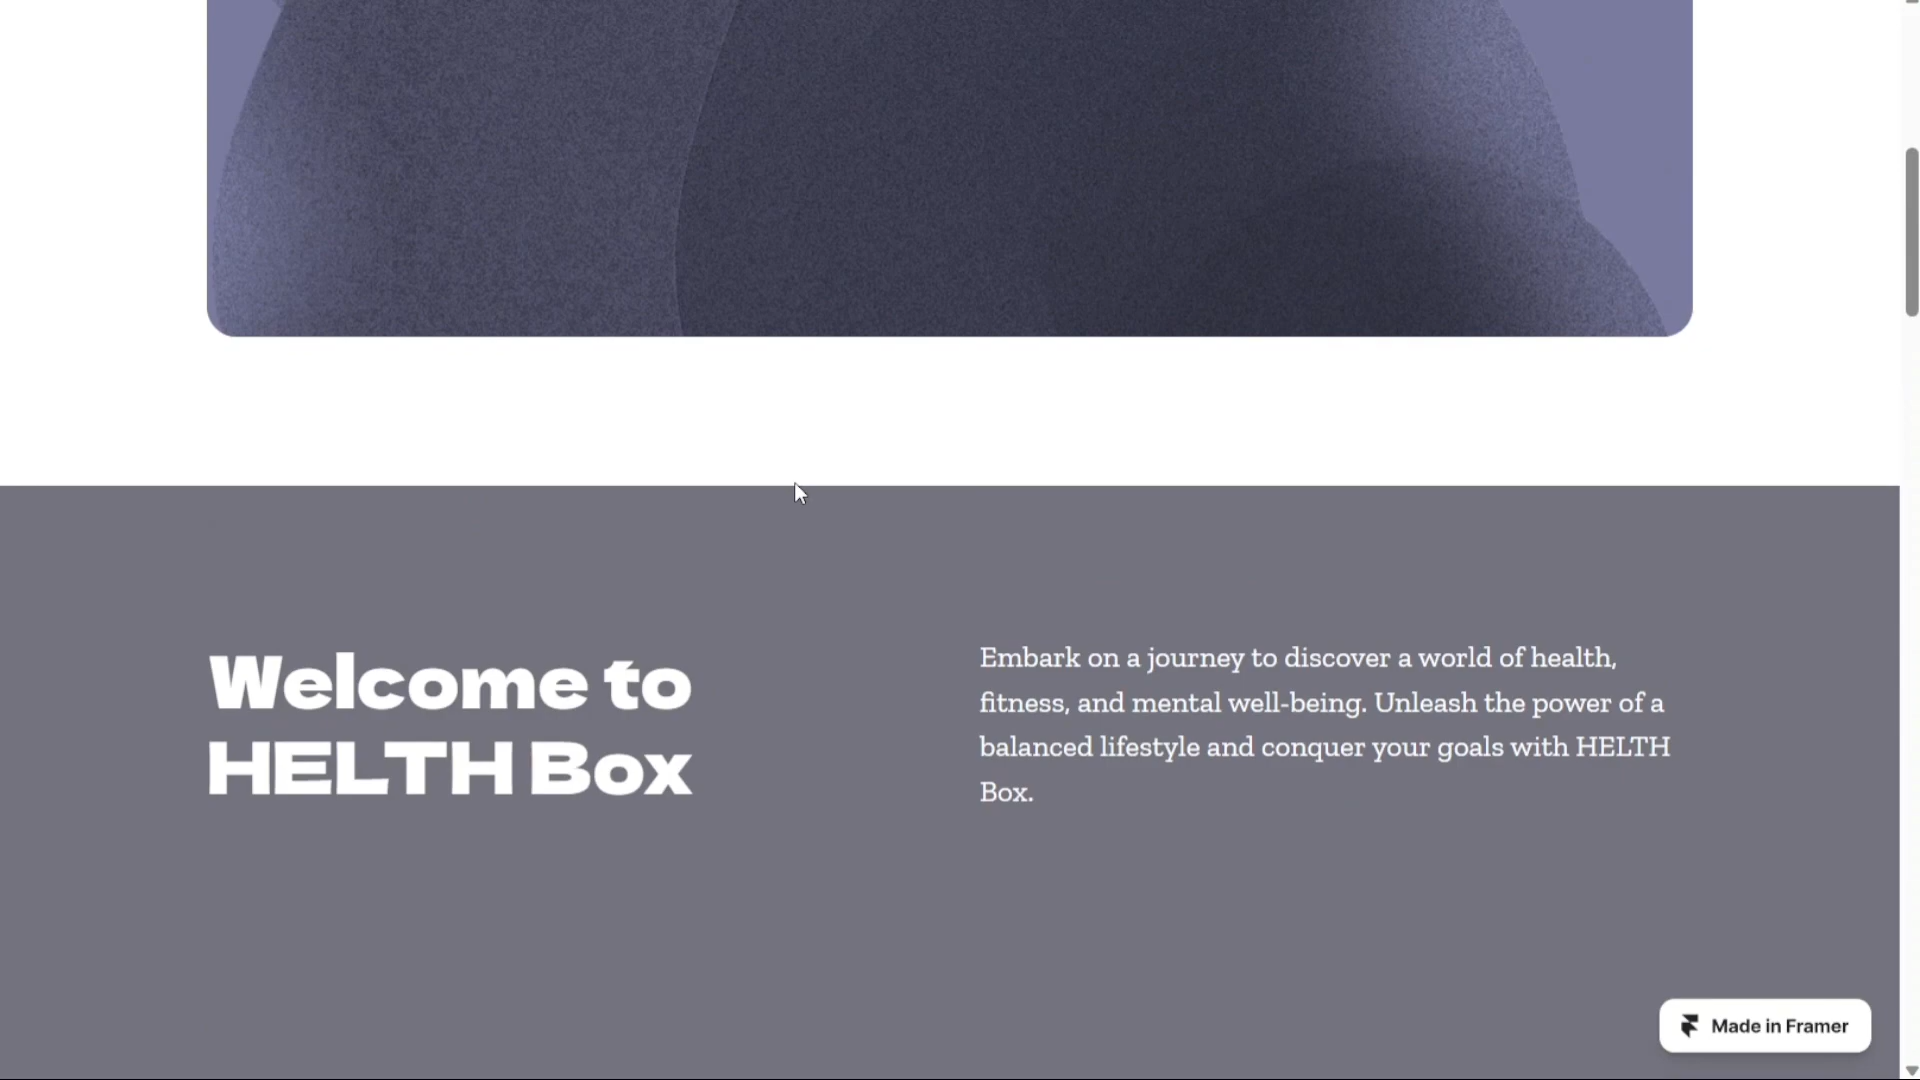 Welcome to
HELTH Box
Embark on a journey to discover a world of health,
fitness, and mental well-being. Unleash the power of a
balanced lifestyle and conquer your goals with HELTH
Box.
Made in Framer